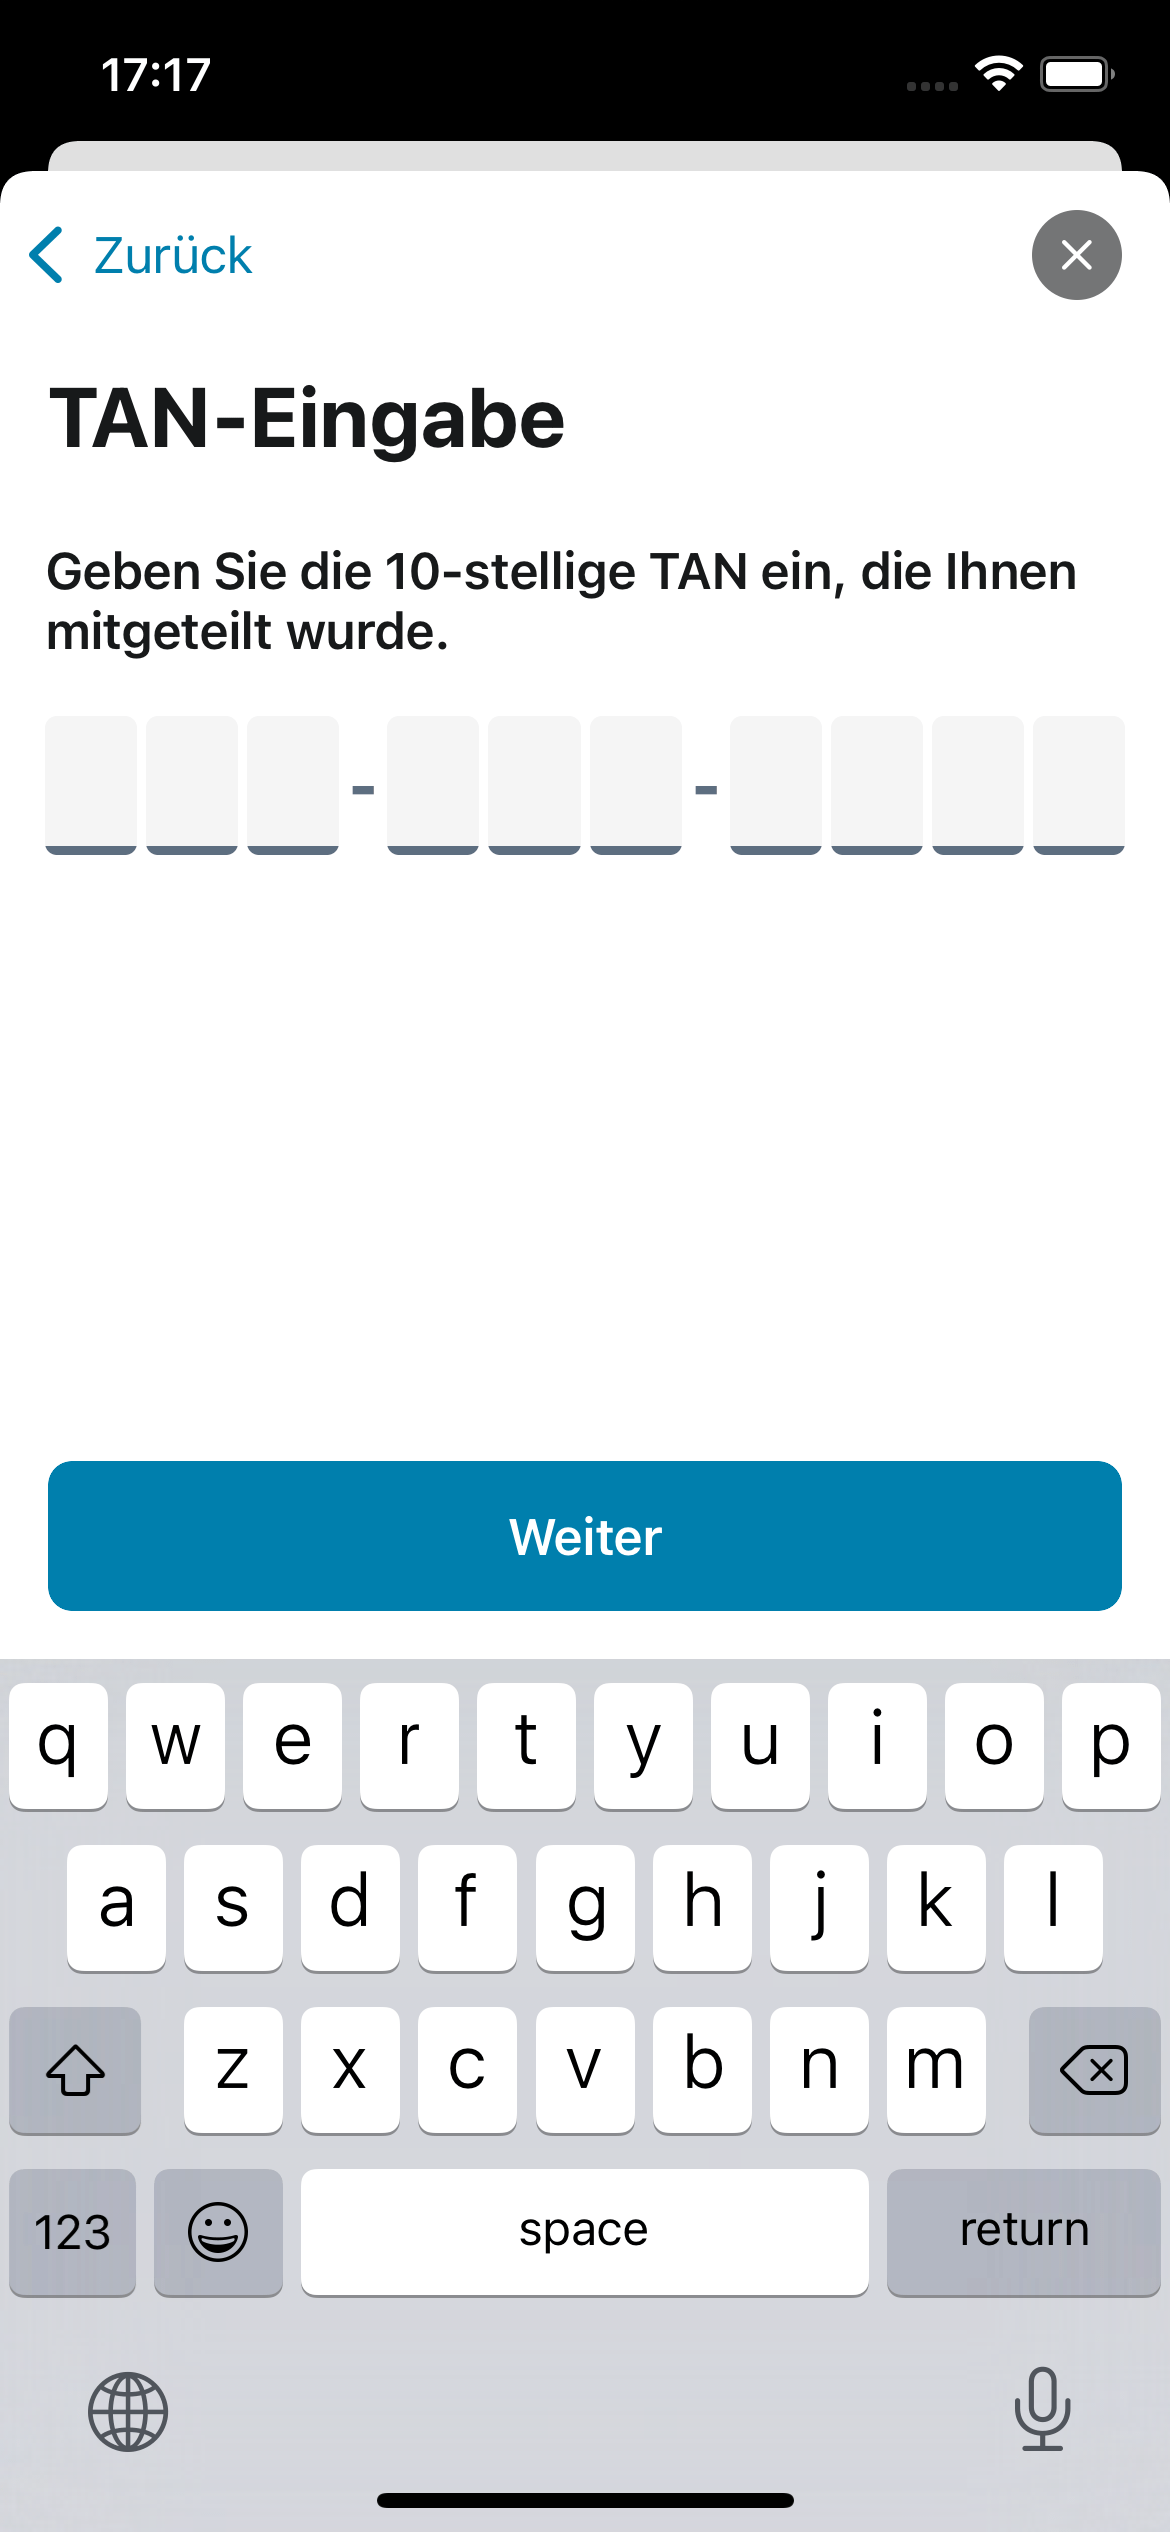 17:17
Zurück
TAN-Eingabe
Geben Sie die 10-stellige TAN ein, die Ihnen
mitgeteilt wurde.
- -
Weiter
q w e r t y u i o p
a s d f g h j k l
z x c v b n m
123 space return